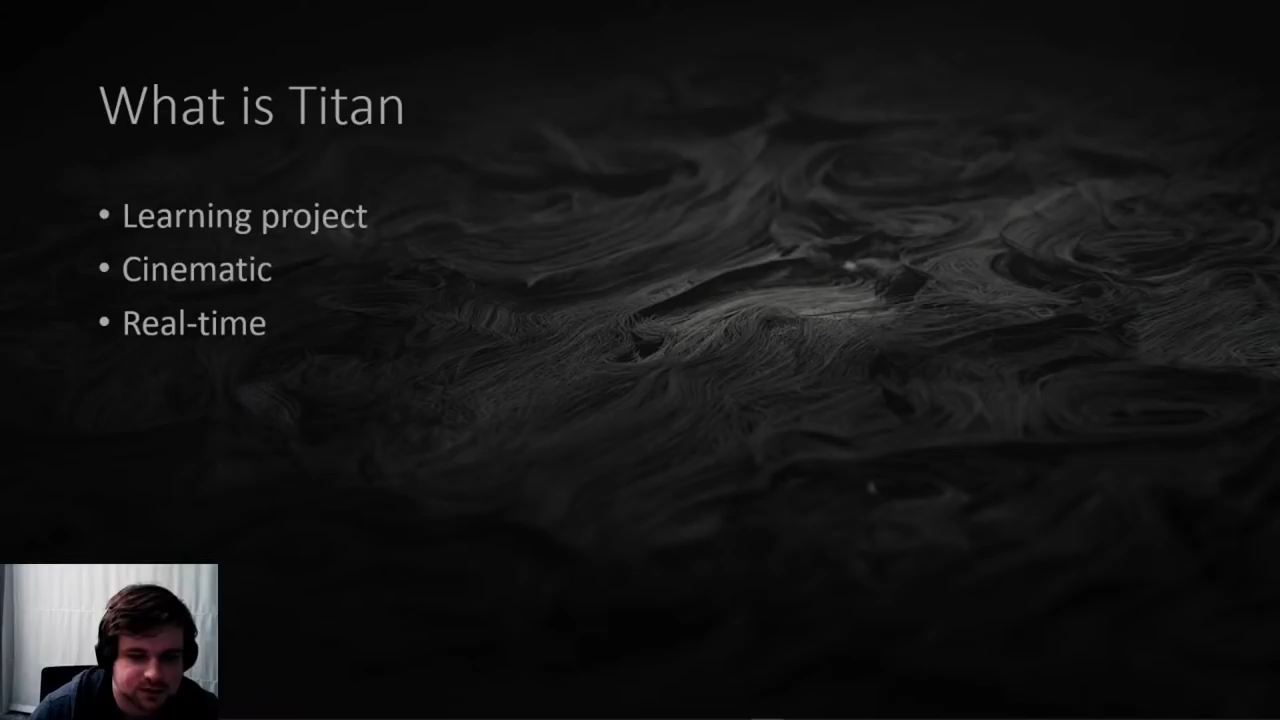 What is Titan
• Learning project
• Cinematic
• Real-time